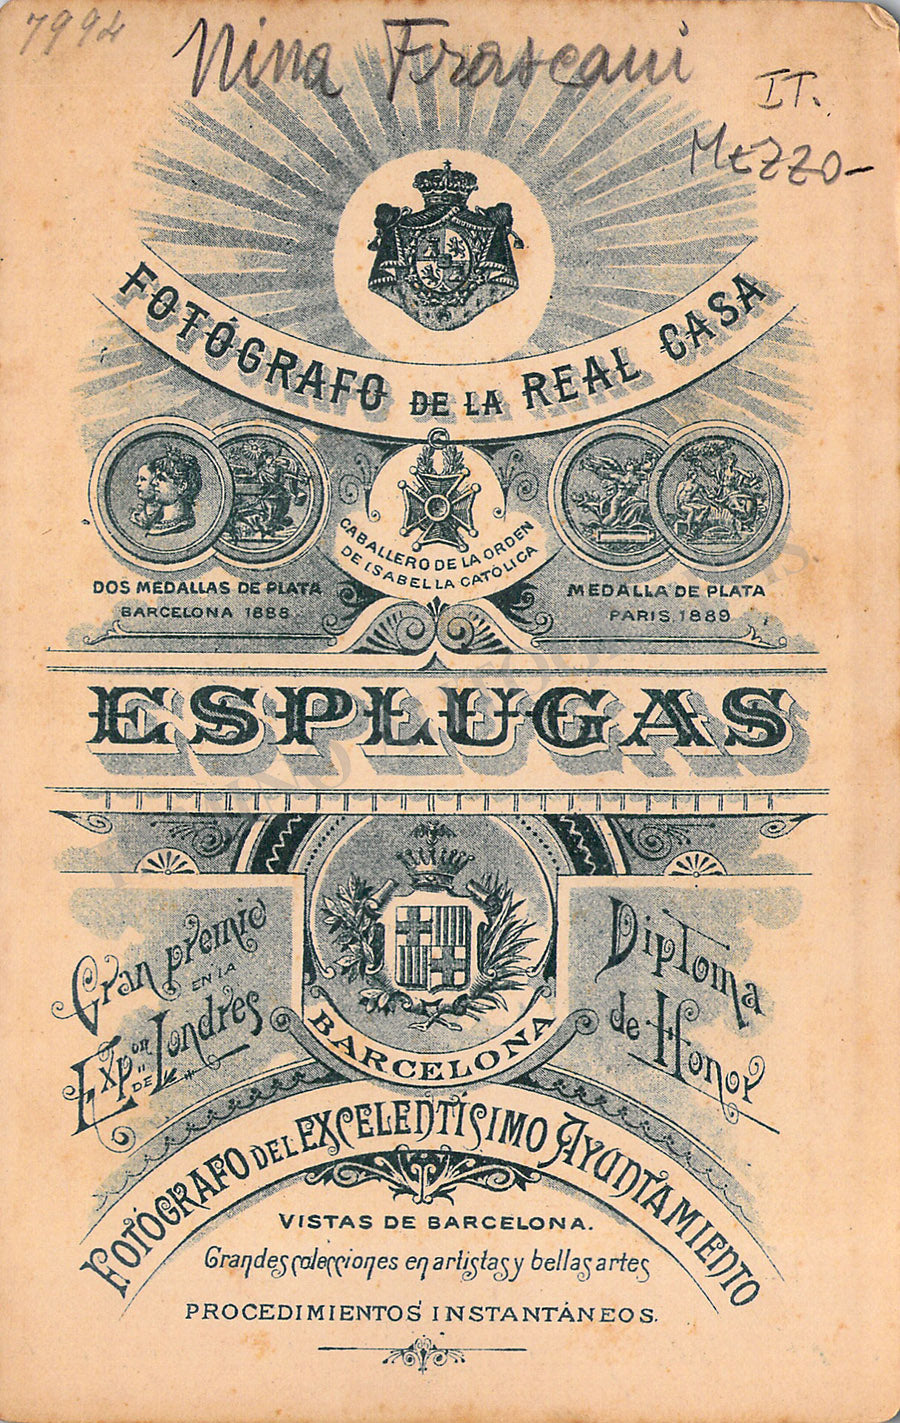 7994
Nina Frascani
IT.
MEZZO-
FOTÓGRAFO DE LA REAL CASA
CABALLERO DE LA ORDEN
DE ISABEL LA CATÓLICA
DOS MEDALLAS DE PLATA
BARCELONA 1888.
MEDALLA DE PLATA
PARIS 1889
ESPLUGAS
Gran premio
EN LA
Expon DE Londres
Diploma
de Honor
BARCELONA
FOTÓGRAFO DEL EXCELENTÍSIMO AYUNTAMIENTO
VISTAS DE BARCELONA.
Grandes colecciones en artistas y bellas artes
PROCEDIMIENTOS INSTANTÁNEOS.